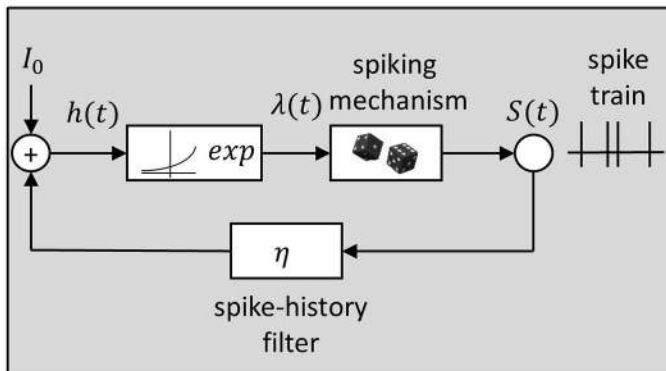 I₀
h(t)
exp
λ(t)
spiking
mechanism
S(t)
spike
train
+
η
spike-history
filter